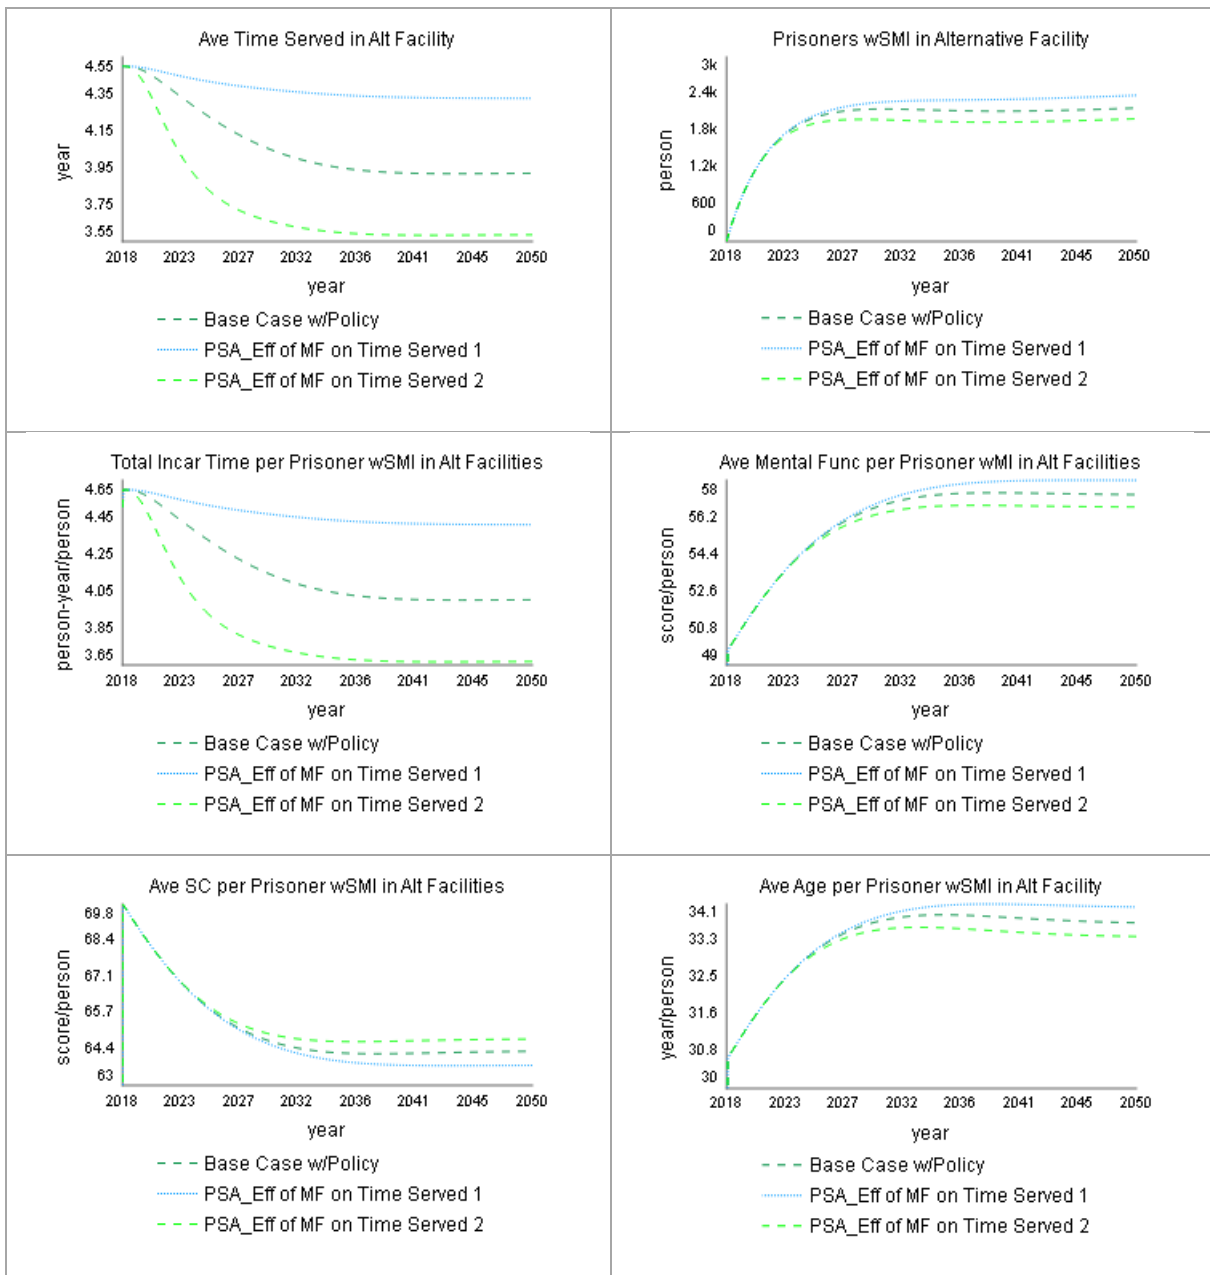 Ave Time Served in Alt Facility
4.55
4.35
4.15
3.95
3.75
3.55
year
2018 2023 2027 2032 2036 2041 2045 2050
year
Base Case w/Policy
PSA_Eff of MF on Time Served 1
PSA_Eff of MF on Time Served 2
Prisoners wSMI in Alternative Facility
3k
2.4k
1.8k
1.2k
600
0
person
2018 2023 2027 2032 2036 2041 2045 2050
year
Base Case w/Policy
PSA_Eff of MF on Time Served 1
PSA_Eff of MF on Time Served 2
Total Incar Time per Prisoner wSMI in Alt Facilities
4.65
4.45
4.25
4.05
3.85
3.65
person-year/person
2018 2023 2027 2032 2036 2041 2045 2050
year
Base Case w/Policy
PSA_Eff of MF on Time Served 1
PSA_Eff of MF on Time Served 2
Ave Mental Func per Prisoner wMI in Alt Facilities
58
56.2
54.4
52.6
50.8
49
score/person
2018 2023 2027 2032 2036 2041 2045 2050
year
Base Case w/Policy
PSA_Eff of MF on Time Served 1
PSA_Eff of MF on Time Served 2
Ave SC per Prisoner wSMI in Alt Facilities
69.8
68.4
67.1
65.7
64.4
63
score/person
2018 2023 2027 2032 2036 2041 2045 2050
year
Base Case w/Policy
PSA_Eff of MF on Time Served 1
PSA_Eff of MF on Time Served 2
Ave Age per Prisoner wSMI in Alt Facility
34.1
33.3
32.5
31.6
30.8
30
year/person
2018 2023 2027 2032 2036 2041 2045 2050
year
Base Case w/Policy
PSA_Eff of MF on Time Served 1
PSA_Eff of MF on Time Served 2